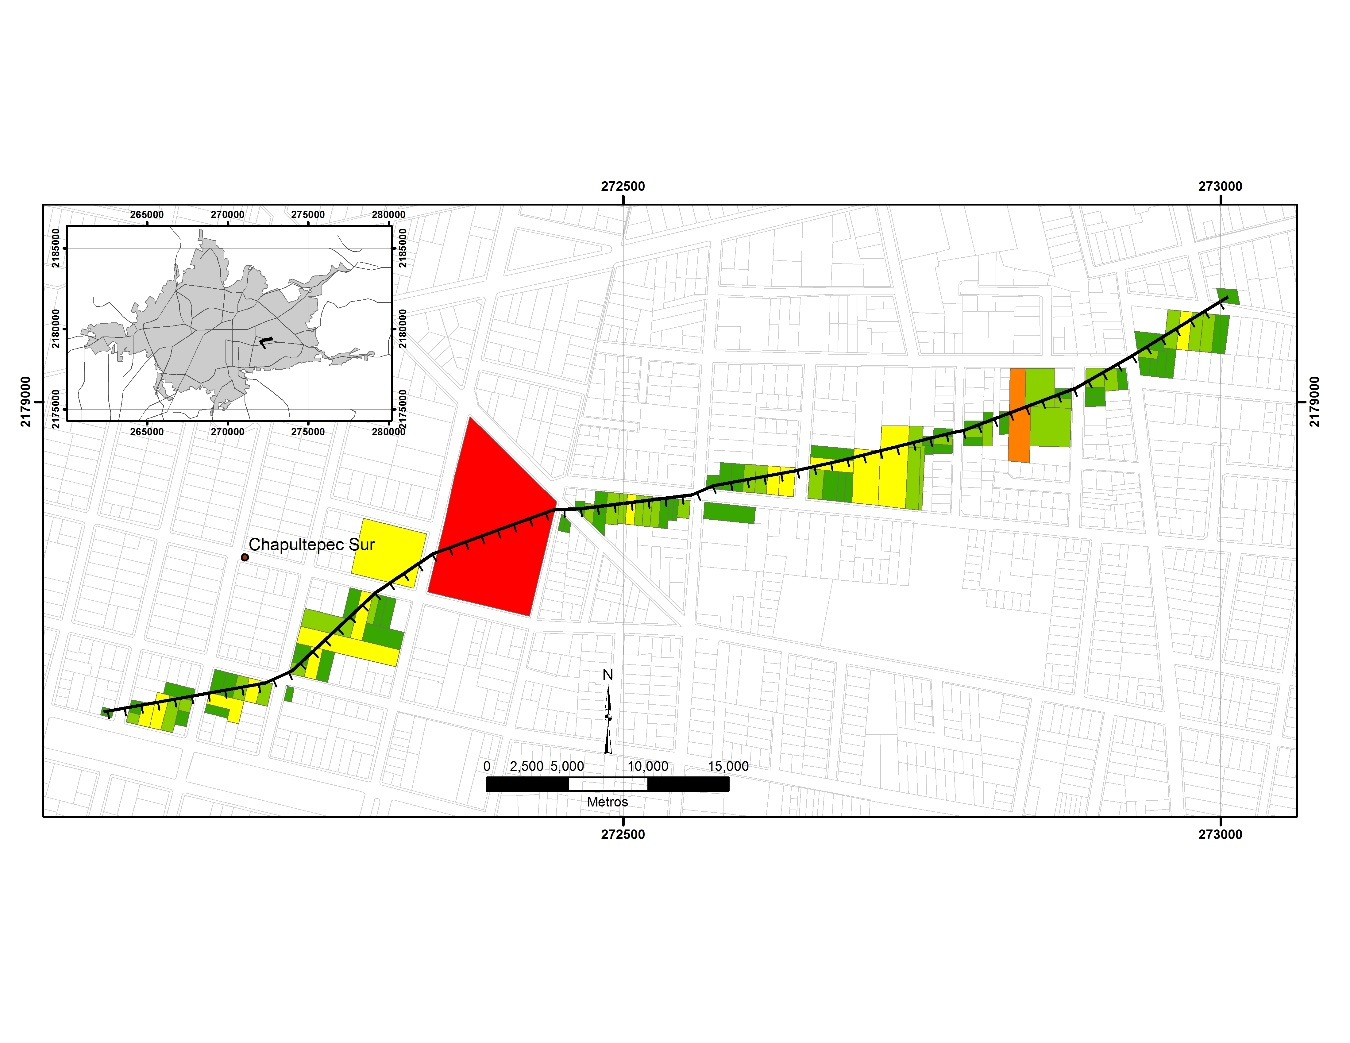 272500 273000
265000 270000 275000 280000
2185000 2185000
2180000 2180000
2175000 2175000
265000 270000 275000 280000
2179000 2179000
Chapultepec Sur
N
0 2,500 5,000 10,000 15,000
Metros
272500 273000